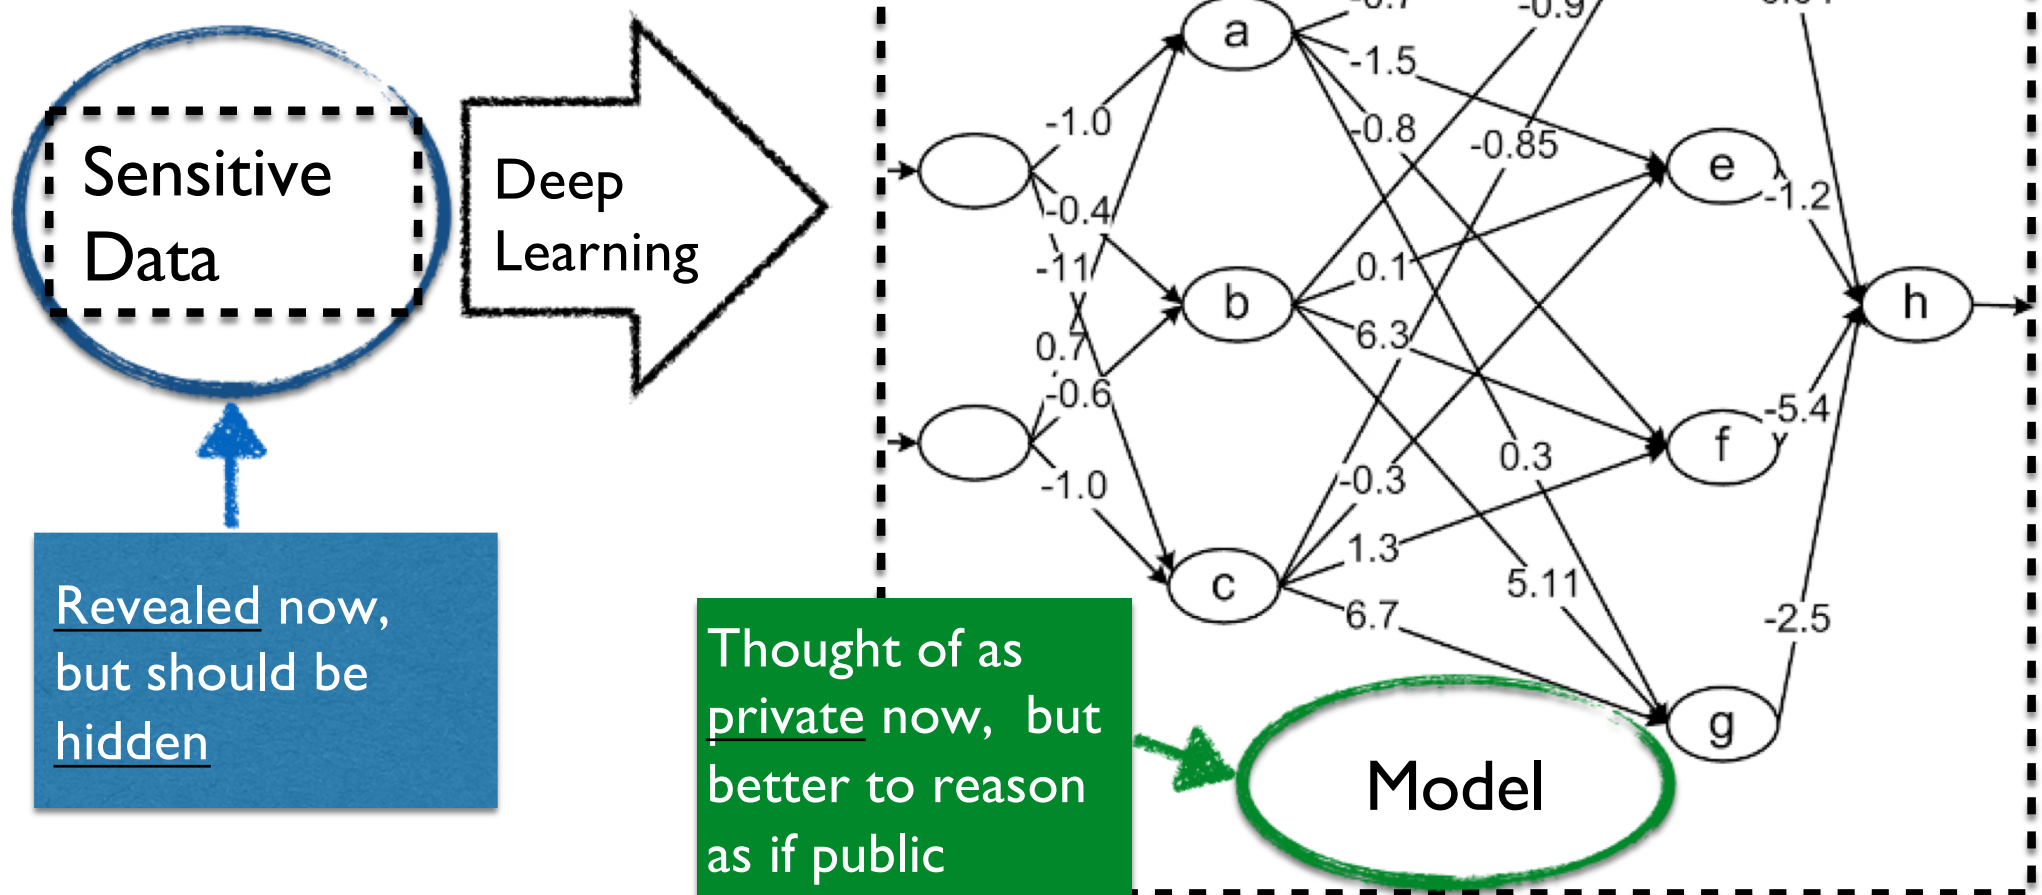 Sensitive
Data
Deep
Learning
Revealed now,
but should be
hidden
Thought of as
private now, but
better to reason
as if public
Model
a
b
c
e
f
g
h
-1.0
-0.4
-11
0.7
-0.6
-1.0
-0.9
-1.5
-0.8
-0.85
0.1
6.3
-0.3
0.3
1.3
5.11
6.7
-1.2
-5.4
-2.5